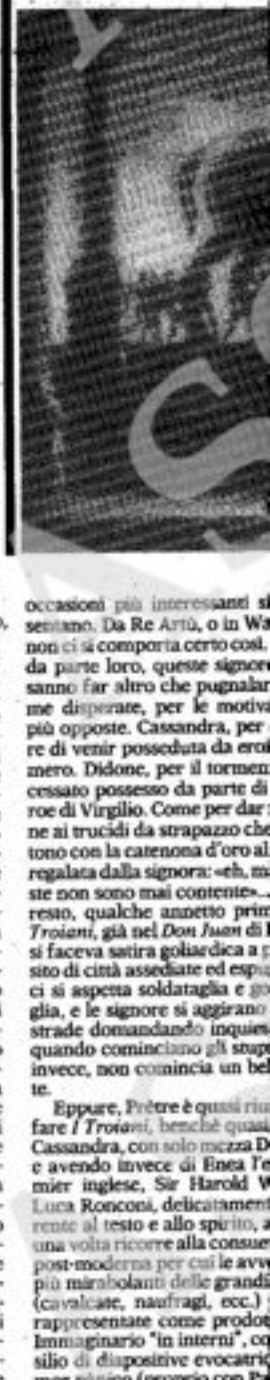 occasioni più interessanti si
sentano. Da Re Artù, o in Wa
non ci si comporta certo così.
da parte loro, queste signore
sanno far altro che pugnalar
me disperate, per le motiva
più opposte. Cassandra, per
re di venir posseduta da eroi
mero. Didone, per il tormen
cessato possesso da parte di
roe di Virgilio. Come per dar
ne ai trucidi da strapazzo che
tono con la catenona d'oro al
regalata dalla signora: «eh, ma
ste non sono mai contente»...
resto, qualche annetto prim
Troiani, già nel Don Juan di
si faceva satira goliardica a p
sito di città assediate ed espu
ci si aspetta soldataglia e go
glia, e le signore si aggirano
strade domandando inquie
quando cominciano gli stupr
invece, non comincia un bel
te.
Eppure, Prêtre è quasi riu
fare I Troiani, benché quasi
Cassandra, con solo mezza D
e avendo invece di Enea l'e
mier inglese, Sir Harold W
Luca Ronconi, delicatament
rente al testo e allo spirito, a
una volta ricorre alla consue
post-moderna per cui le avve
più mirabolanti delle grandi
(cavalcate, naufragi, ecc.)
rappresentate come prodot
Immaginario "in interni", co
silio di diapositive evocatric